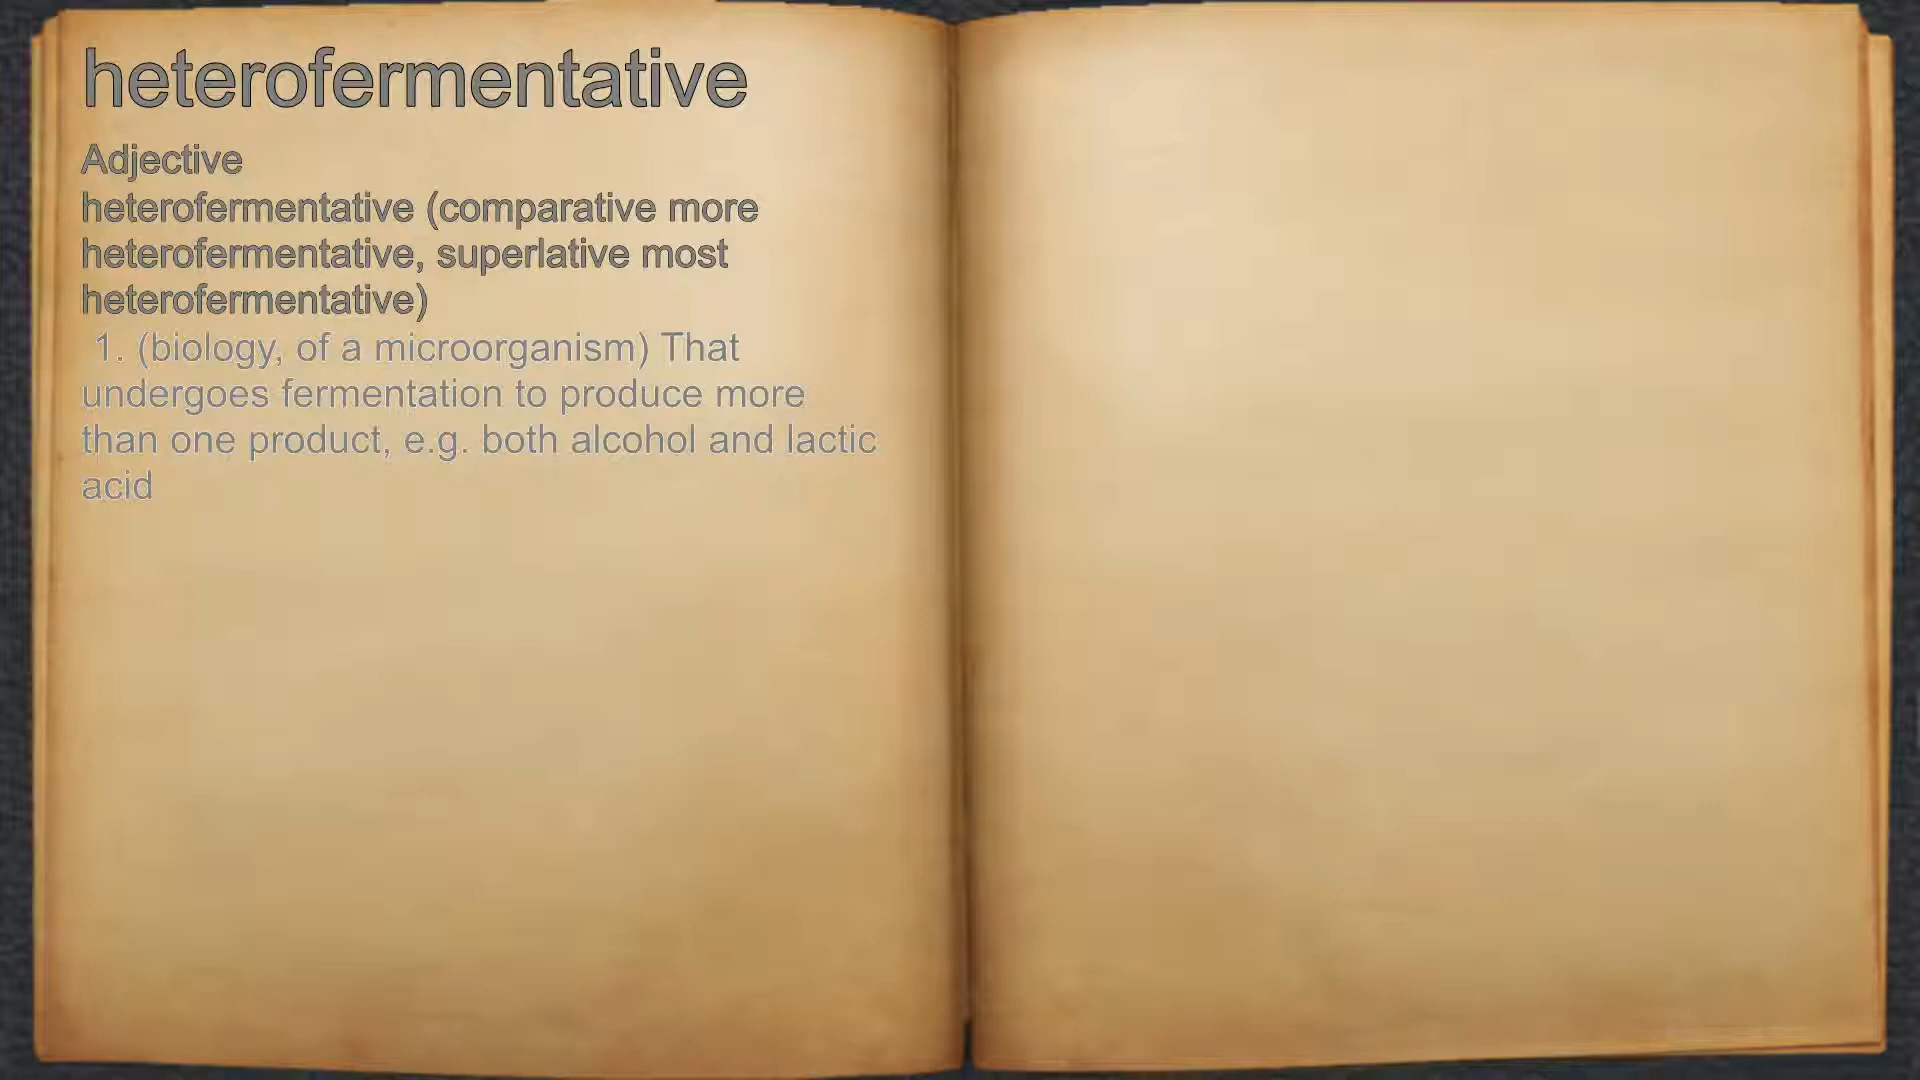 heterofermentative
Adjective
heterofermentative (comparative more
heterofermentative, superlative most
heterofermentative)
1. (biology, of a microorganism) That
undergoes fermentation to produce more
than one product, e.g. both alcohol and lactic
acid